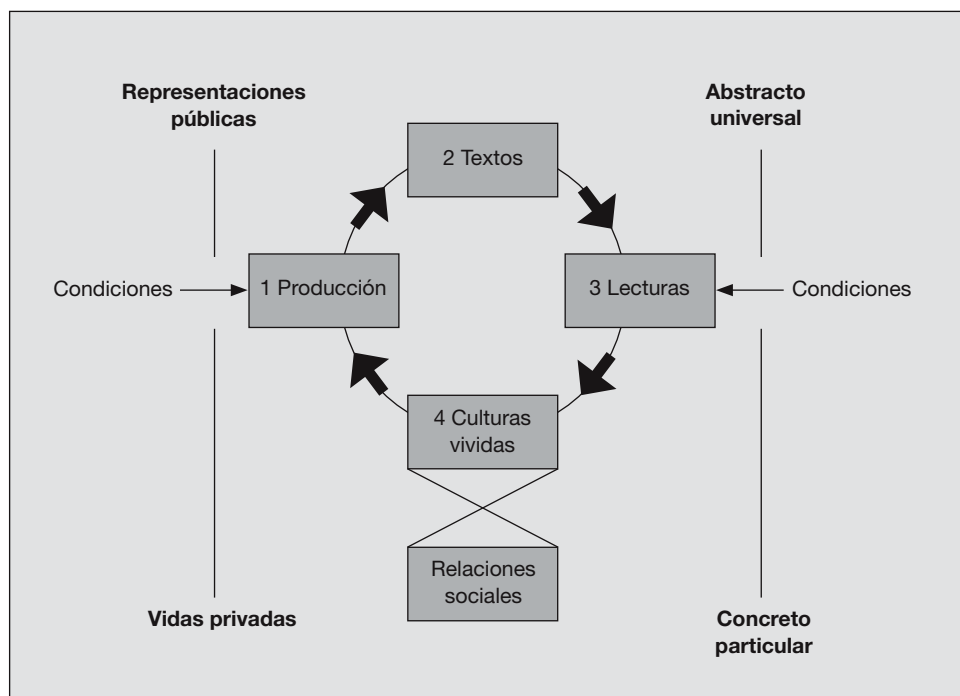 Representaciones
públicas
Abstracto
universal
2 Textos
Condiciones
1 Producción
3 Lecturas
Condiciones
4 Culturas
vividas
Relaciones
sociales
Vidas privadas
Concreto
particular